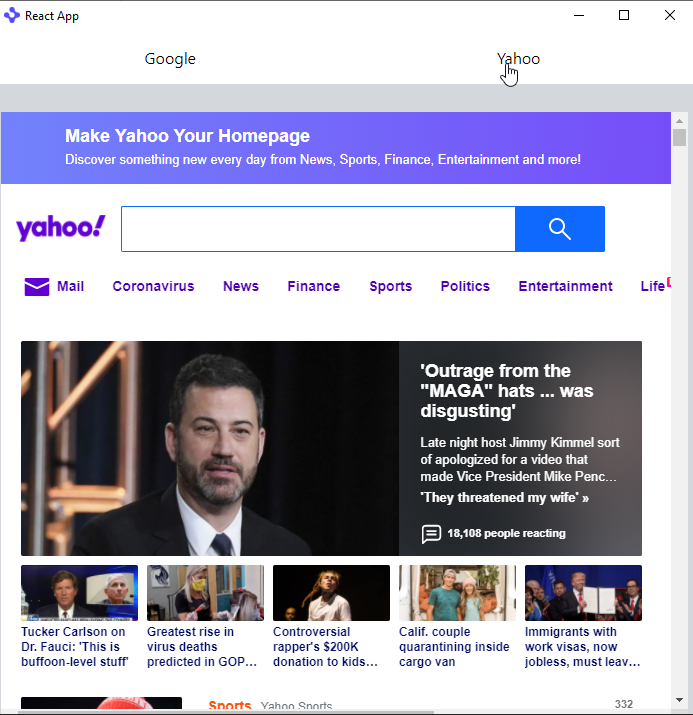 React App
Google
Yahoo
Make Yahoo Your Homepage
Discover something new every day from News, Sports, Finance, Entertainment and more!
yahoo!
Mail Coronavirus News Finance Sports Politics Entertainment Life
'Outrage from the
"MAGA" hats ... was
disgusting'
Late night host Jimmy Kimmel sort
of apologized for a video that
made Vice President Mike Penc...
'They threatened my wife' »
18,108 people reacting
Tucker Carlson on
Dr. Fauci: 'This is
buffoon-level stuff'
Greatest rise in
virus deaths
predicted in GOP...
Controversial
rapper's $200K
donation to kids...
Calif. couple
quarantining inside
cargo van
Immigrants with
work visas, now
jobless, must leav...
Sports Yahoo Sports
332